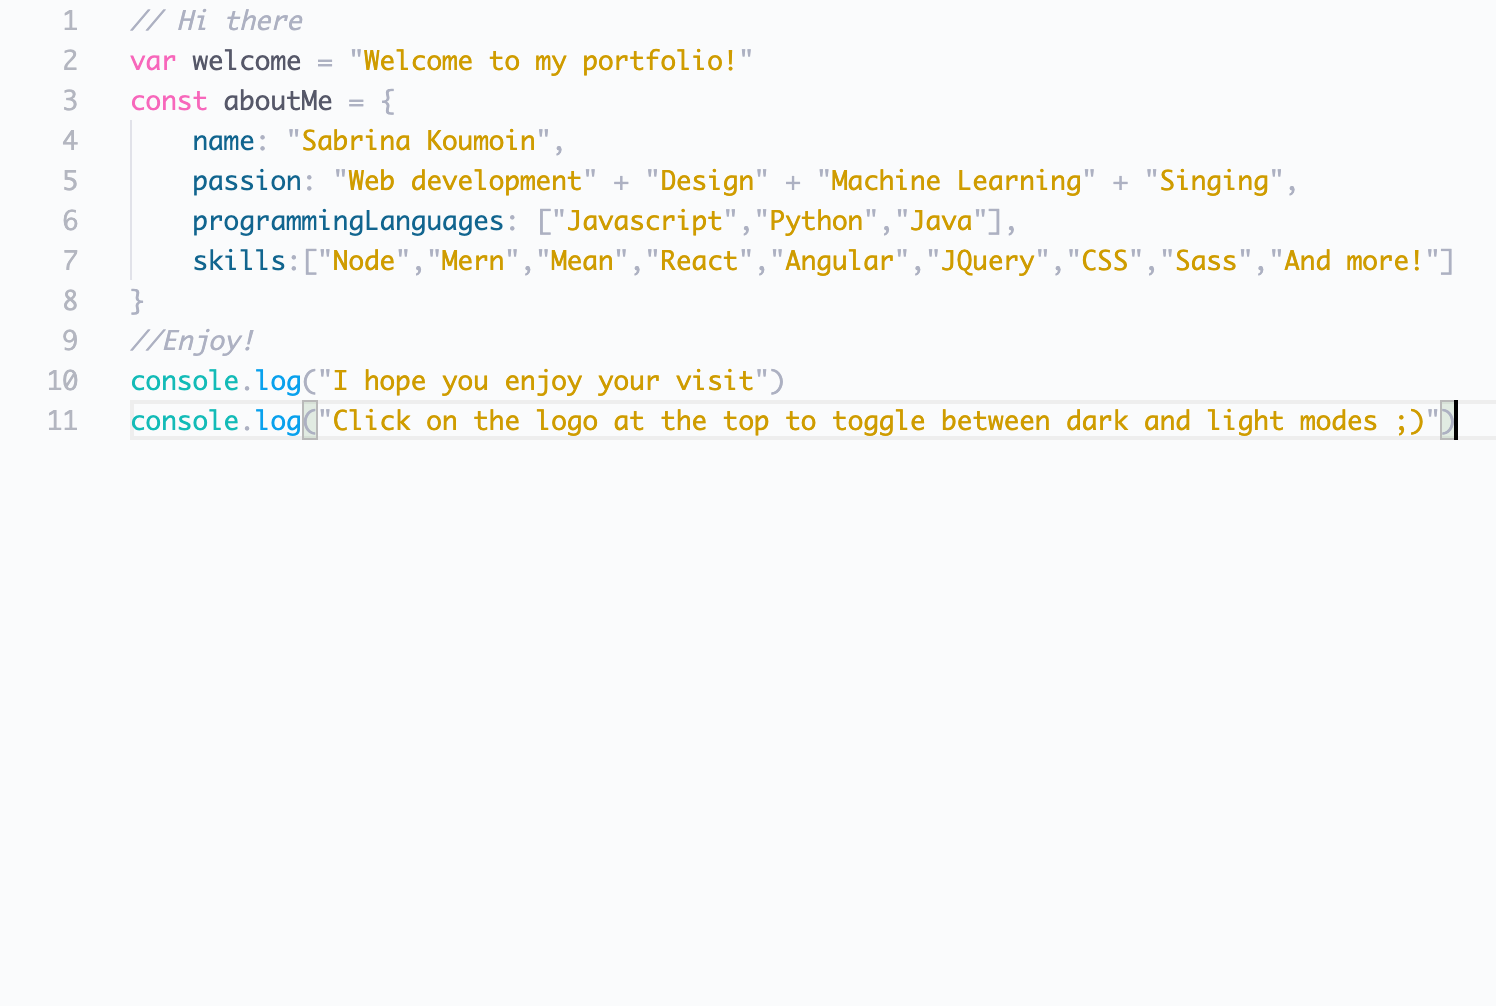 1 // Hi there
2 var welcome = "Welcome to my portfolio!"
3 const aboutMe = {
4 name: "Sabrina Koumoin",
5 passion: "Web development" + "Design" + "Machine Learning" + "Singing",
6 programmingLanguages: ["Javascript","Python","Java"],
7 skills:["Node","Mern","Mean","React","Angular","JQuery","CSS","Sass","And more!"]
8 }
9 //Enjoy!
10 console.log("I hope you enjoy your visit")
11 console.log("Click on the logo at the top to toggle between dark and light modes ;)")